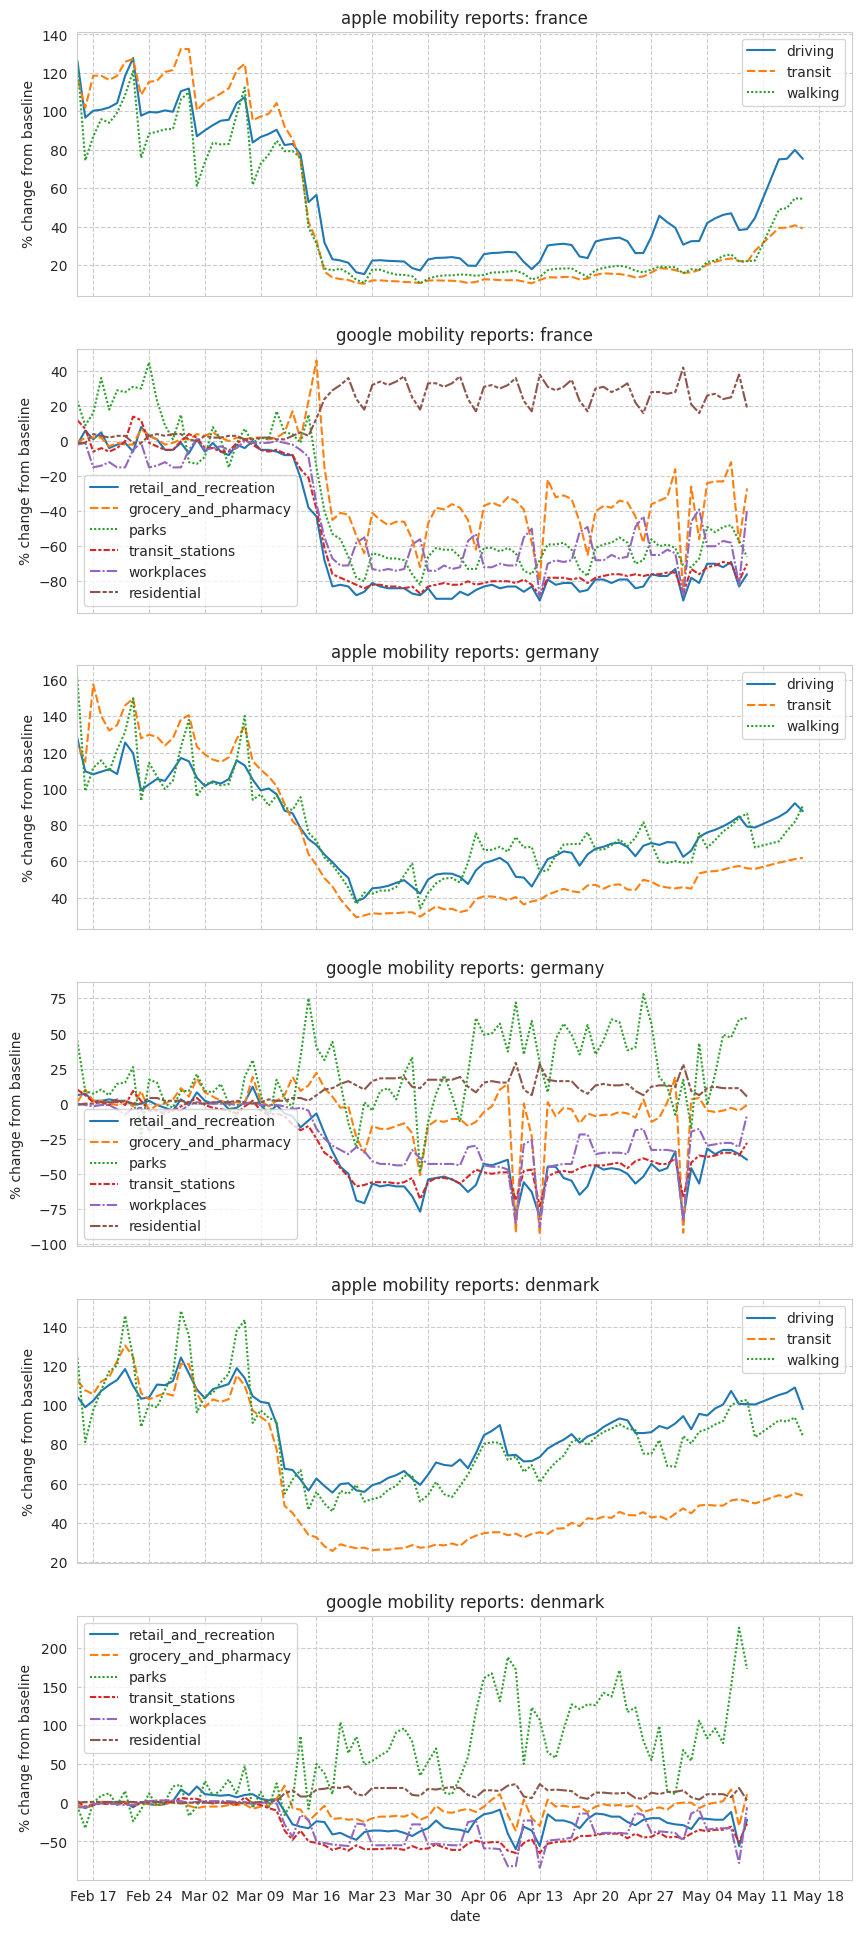 apple mobility reports: france
% change from baseline
140
120
100
80
60
40
20
driving
transit
walking
google mobility reports: france
% change from baseline
40
20
0
−20
−40
−60
−80
retail_and_recreation
grocery_and_pharmacy
parks
transit_stations
workplaces
residential
apple mobility reports: germany
% change from baseline
160
140
120
100
80
60
40
driving
transit
walking
google mobility reports: germany
% change from baseline
75
50
25
0
−25
−50
−75
−100
retail_and_recreation
grocery_and_pharmacy
parks
transit_stations
workplaces
residential
apple mobility reports: denmark
% change from baseline
140
120
100
80
60
40
20
driving
transit
walking
google mobility reports: denmark
% change from baseline
200
150
100
50
0
−50
retail_and_recreation
grocery_and_pharmacy
parks
transit_stations
workplaces
residential
Feb 17 Feb 24 Mar 02 Mar 09 Mar 16 Mar 23 Mar 30 Apr 06 Apr 13 Apr 20 Apr 27 May 04 May 11 May 18
date